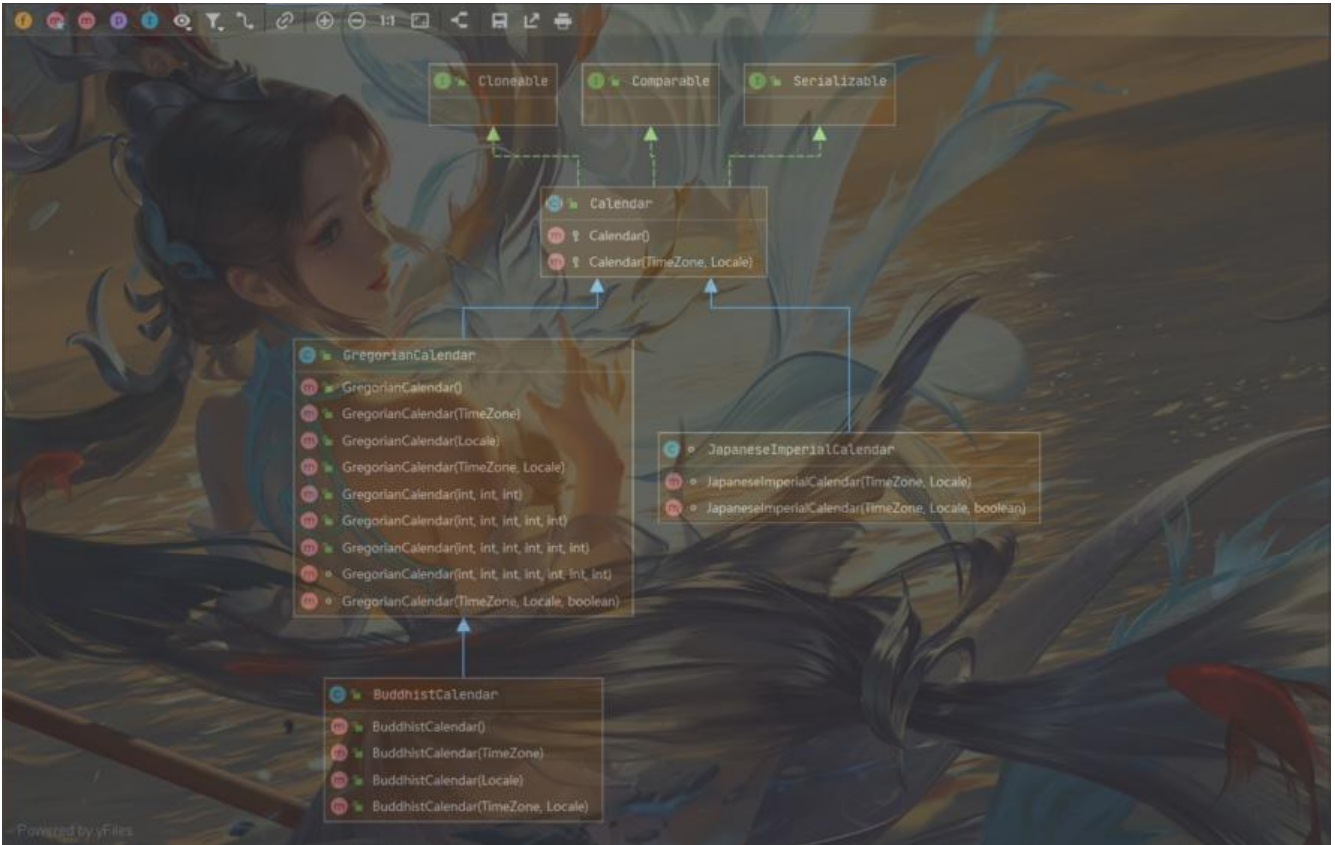 f m m p I 1:1
I Cloneable
I Comparable
I Serializable
C Calendar
m Calendar()
m Calendar(TimeZone, Locale)
C GregorianCalendar
m GregorianCalendar()
m GregorianCalendar(TimeZone)
m GregorianCalendar(Locale)
m GregorianCalendar(TimeZone, Locale)
m GregorianCalendar(int, int, int)
m GregorianCalendar(int, int, int, int, int)
m GregorianCalendar(int, int, int, int, int, int)
m GregorianCalendar(int, int, int, int, int, int, int)
m GregorianCalendar(TimeZone, Locale, boolean)
C JapaneseImperialCalendar
m JapaneseImperialCalendar(TimeZone, Locale)
m JapaneseImperialCalendar(TimeZone, Locale, boolean)
C BuddhistCalendar
m BuddhistCalendar()
m BuddhistCalendar(TimeZone)
m BuddhistCalendar(Locale)
m BuddhistCalendar(TimeZone, Locale)
Powered by yFiles